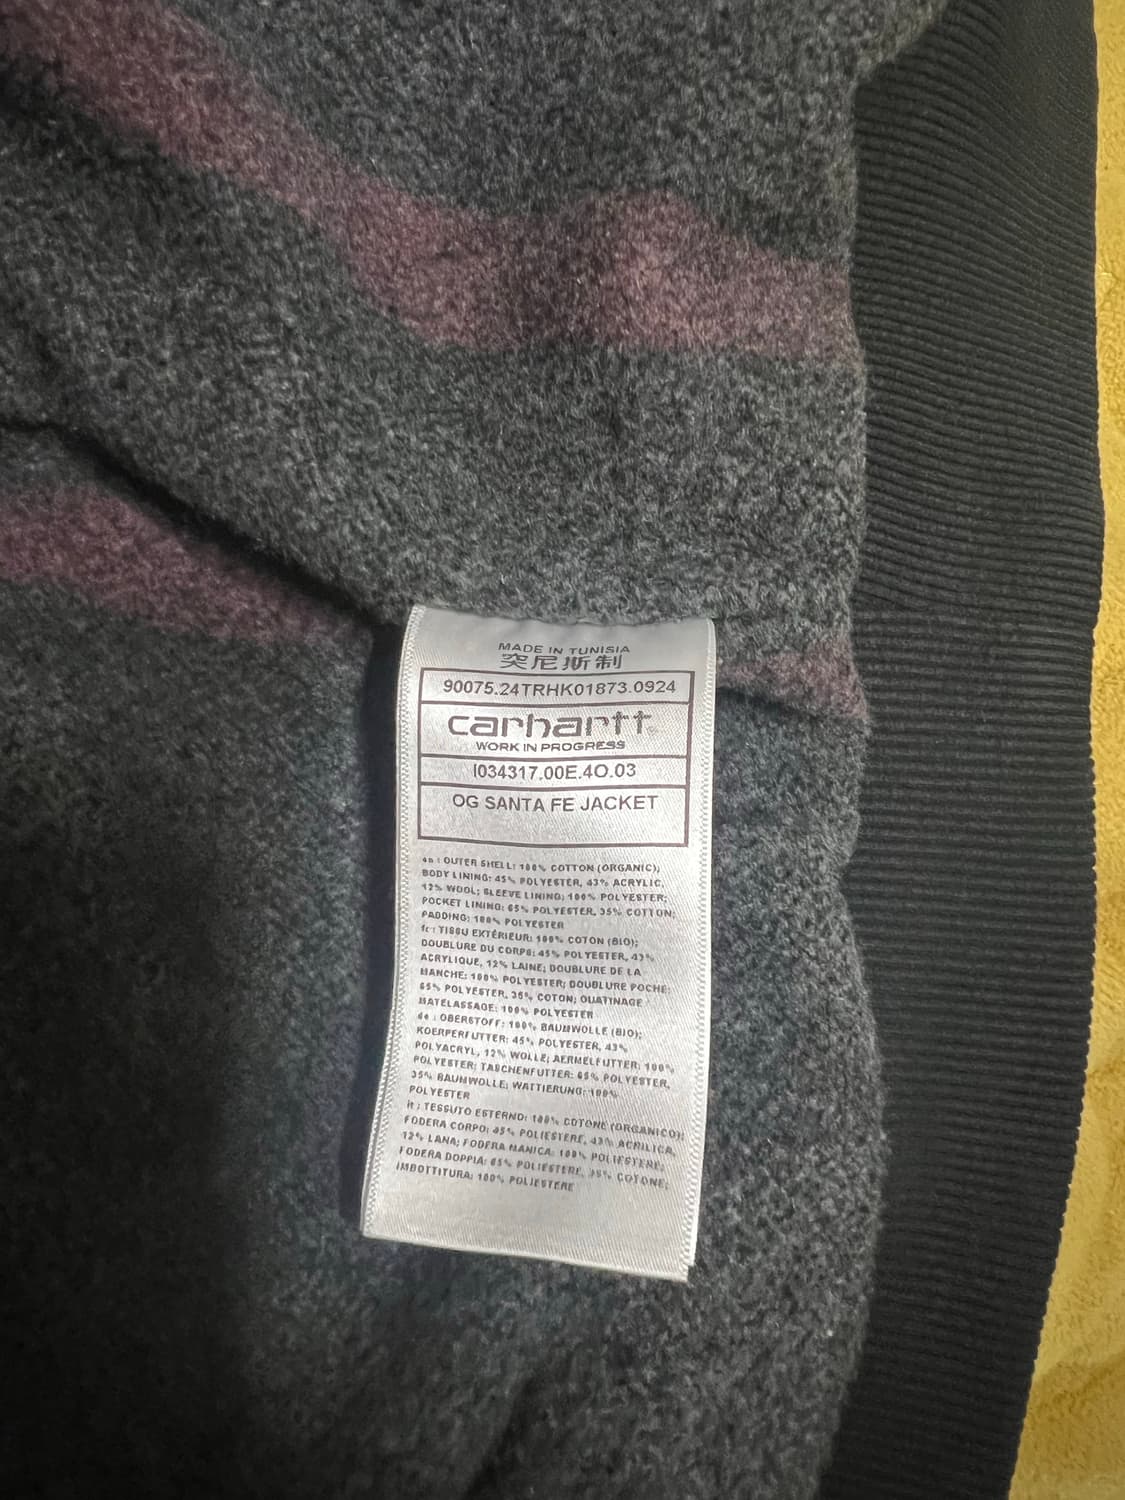 MADE IN TUNISIA
突尼斯制
90075.24TRHK01873.0924
carhartt
WORK IN PROGRESS
I034317.00E.4O.03
OG SANTA FE JACKET
en : OUTER SHELL: 100% COTTON (ORGANIC);
BODY LINING: 45% POLYESTER, 43% ACRYLIC,
12% WOOL; SLEEVE LINING: 100% POLYESTER;
POCKET LINING: 65% POLYESTER, 35% COTTON;
PADDING: 100% POLYESTER
fr : TISSU EXTÉRIEUR: 100% COTON (BIO);
DOUBLURE DU CORPS: 45% POLYESTER, 43%
ACRYLIQUE, 12% LAINE; DOUBLURE DE LA
MANCHE: 100% POLYESTER; DOUBLURE POCHE:
65% POLYESTER, 35% COTON; OUATINAGE
MATELASSAGE: 100% POLYESTER
de : OBERSTOFF: 100% BAUMWOLLE (BIO);
KOERPERFUTTER: 45% POLYESTER, 43%
POLYACRYL, 12% WOLLE; AERMELFUTTER: 100%
POLYESTER; TASCHENFUTTER: 65% POLYESTER,
35% BAUMWOLLE; WATTIERUNG: 100%
POLYESTER
it : TESSUTO ESTERNO: 100% COTONE (ORGANICO);
FODERA CORPO: 45% POLIESTERE, 43% ACRILICA,
12% LANA; FODERA MANICA: 100% POLIESTERE;
FODERA DOPPIA: 65% POLIESTERE, 35% COTONE;
IMBOTTITURA: 100% POLIESTERE